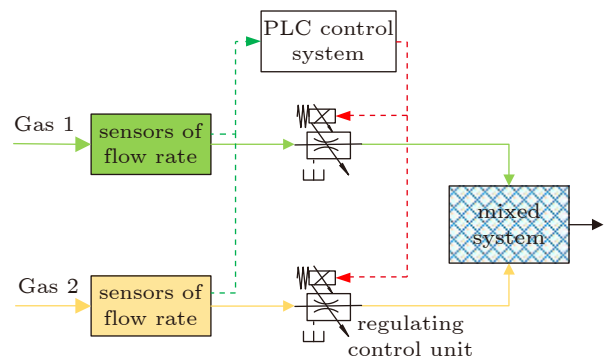 PLC control
system
Gas 1
sensors of
flow rate
mixed
system
Gas 2
sensors of
flow rate
regulating
control unit